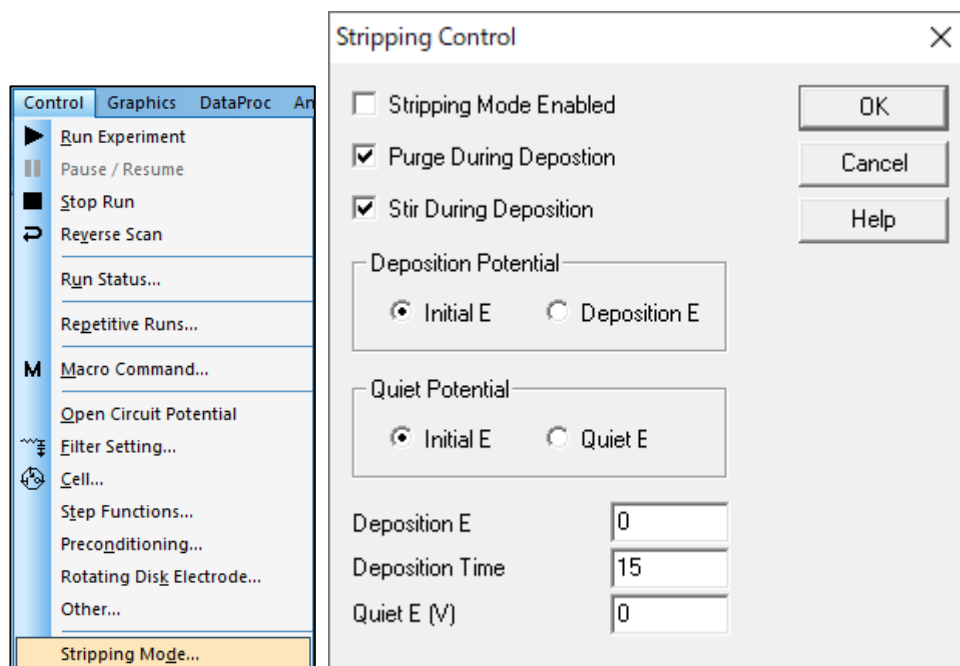 Control Graphics DataProc An
Run Experiment
Pause / Resume
Stop Run
Reverse Scan
Run Status...
Repetitive Runs...
M Macro Command...
Open Circuit Potential
Filter Setting...
Cell...
Step Functions...
Preconditioning...
Rotating Disk Electrode...
Other...
Stripping Mode...
Stripping Control
Stripping Mode Enabled
OK
Purge During Depostion
Cancel
Stir During Deposition
Help
Deposition Potential
Initial E Deposition E
Quiet Potential
Initial E Quiet E
Deposition E 0
Deposition Time 15
Quiet E (V) 0